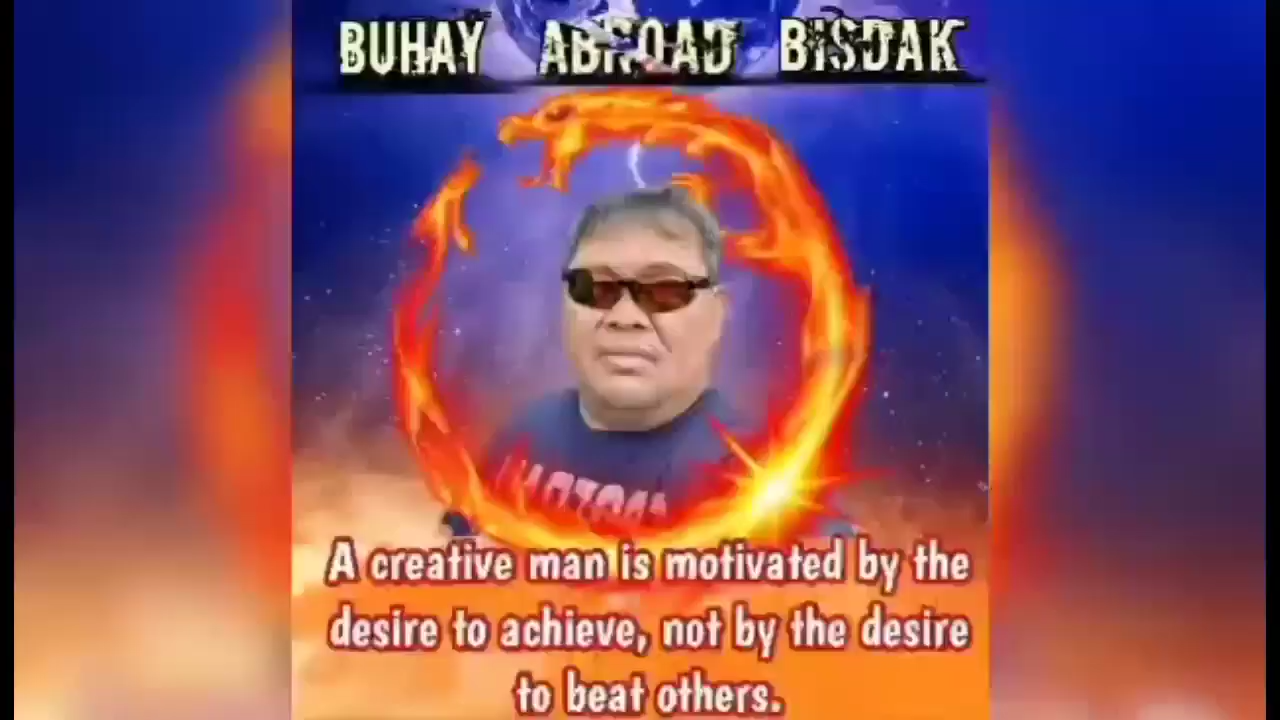 BUHAY ABROAD BISDAK
A creative man is motivated by the
desire to achieve, not by the desire
to beat others.